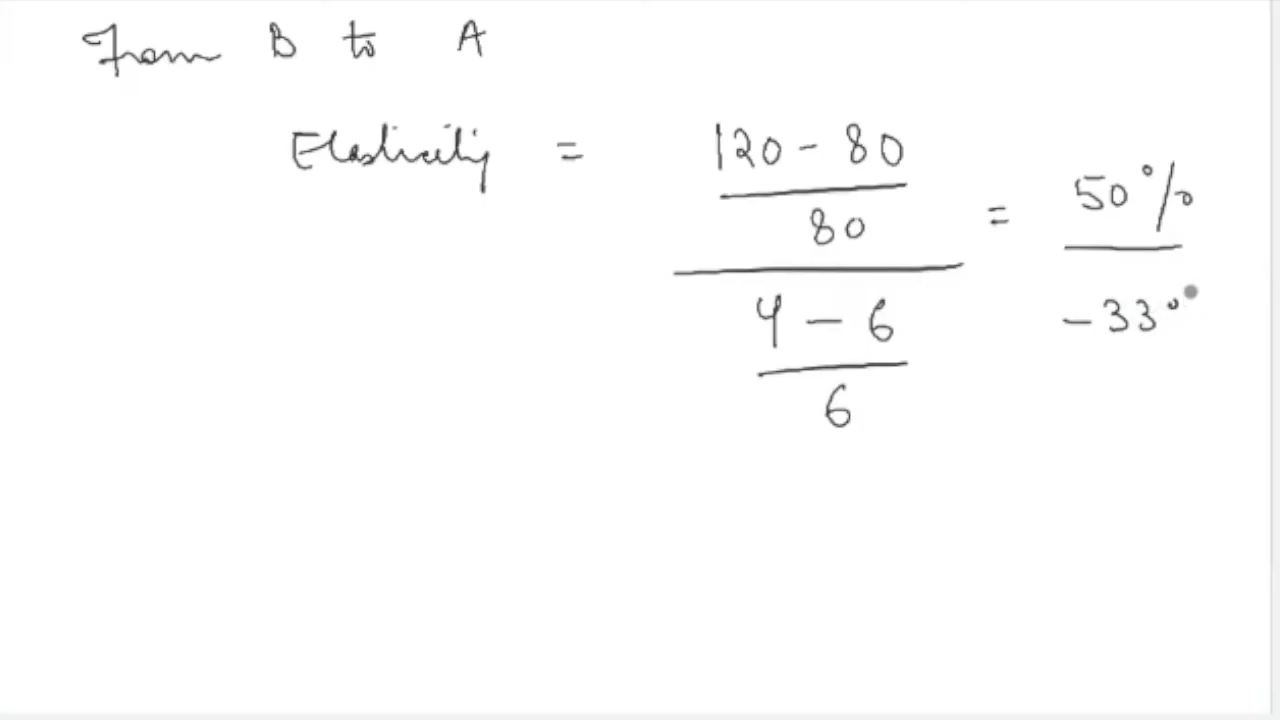 From B to A
Elasticity =
120 - 80
80
4 - 6
6
= 50%
-33°